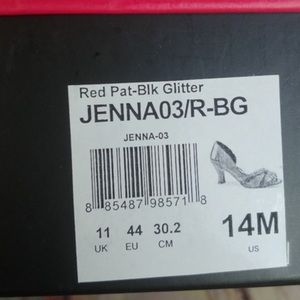 Red Pat-Blk Glitter
JENNA03/R-BG
JENNA-03
8 85487 98571 8
11 44 30.2 14M
UK EU CM US